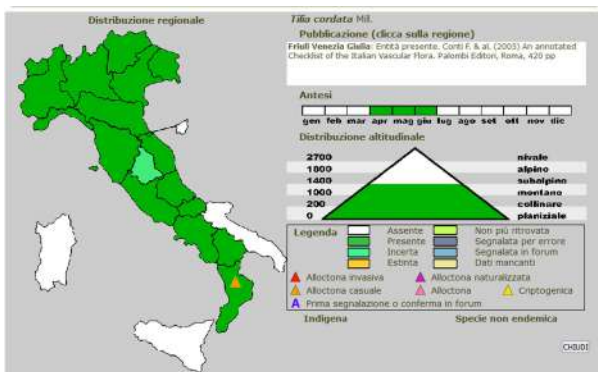 Distribuzione regionale
Tilia cordata Mill.
Pubblicazione (clicca sulla regione)
Friuli Venezia Giulia: Entità presente. Conti F. & al. (2005) An annotated
Checklist of the Italian Vascular Flora. Palombi Editori, Roma, 420 pp
Antesi
gen feb mar apr mag giu lug ago set ott nov dic
Distribuzione altitudinale
2700 nivale
1800 alpino
1400 subalpino
1000 montano
200 collinare
0 planiziale
Legenda
Assente Non più ritrovata
Presente Segnalata per errore
Incerta Segnalata in forum
Estinta Dati mancanti
Alloctona invasiva Alloctona naturalizzata
Alloctona casuale Alloctona Criptogenica
A Prima segnalazione o conferma in forum
Indigena Specie non endemica
CHIUDI